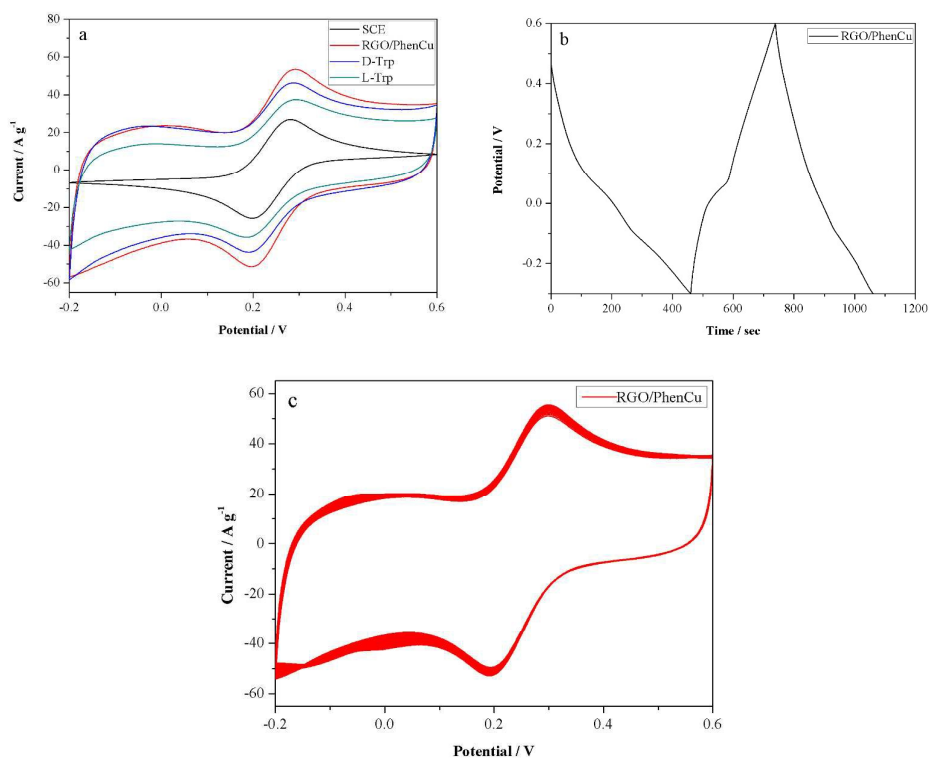 a
SCE
RGO/PhenCu
D-Trp
L-Trp
80
60
40
20
0
-20
-40
-60
Current / A g⁻¹
-0.2 0.0 0.2 0.4 0.6
Potential / V
b
RGO/PhenCu
0.6
0.4
0.2
0.0
-0.2
Potential / V
0 200 400 600 800 1000 1200
Time / sec
c
RGO/PhenCu
60
40
20
0
-20
-40
-60
Current / A g⁻¹
-0.2 0.0 0.2 0.4 0.6
Potential / V